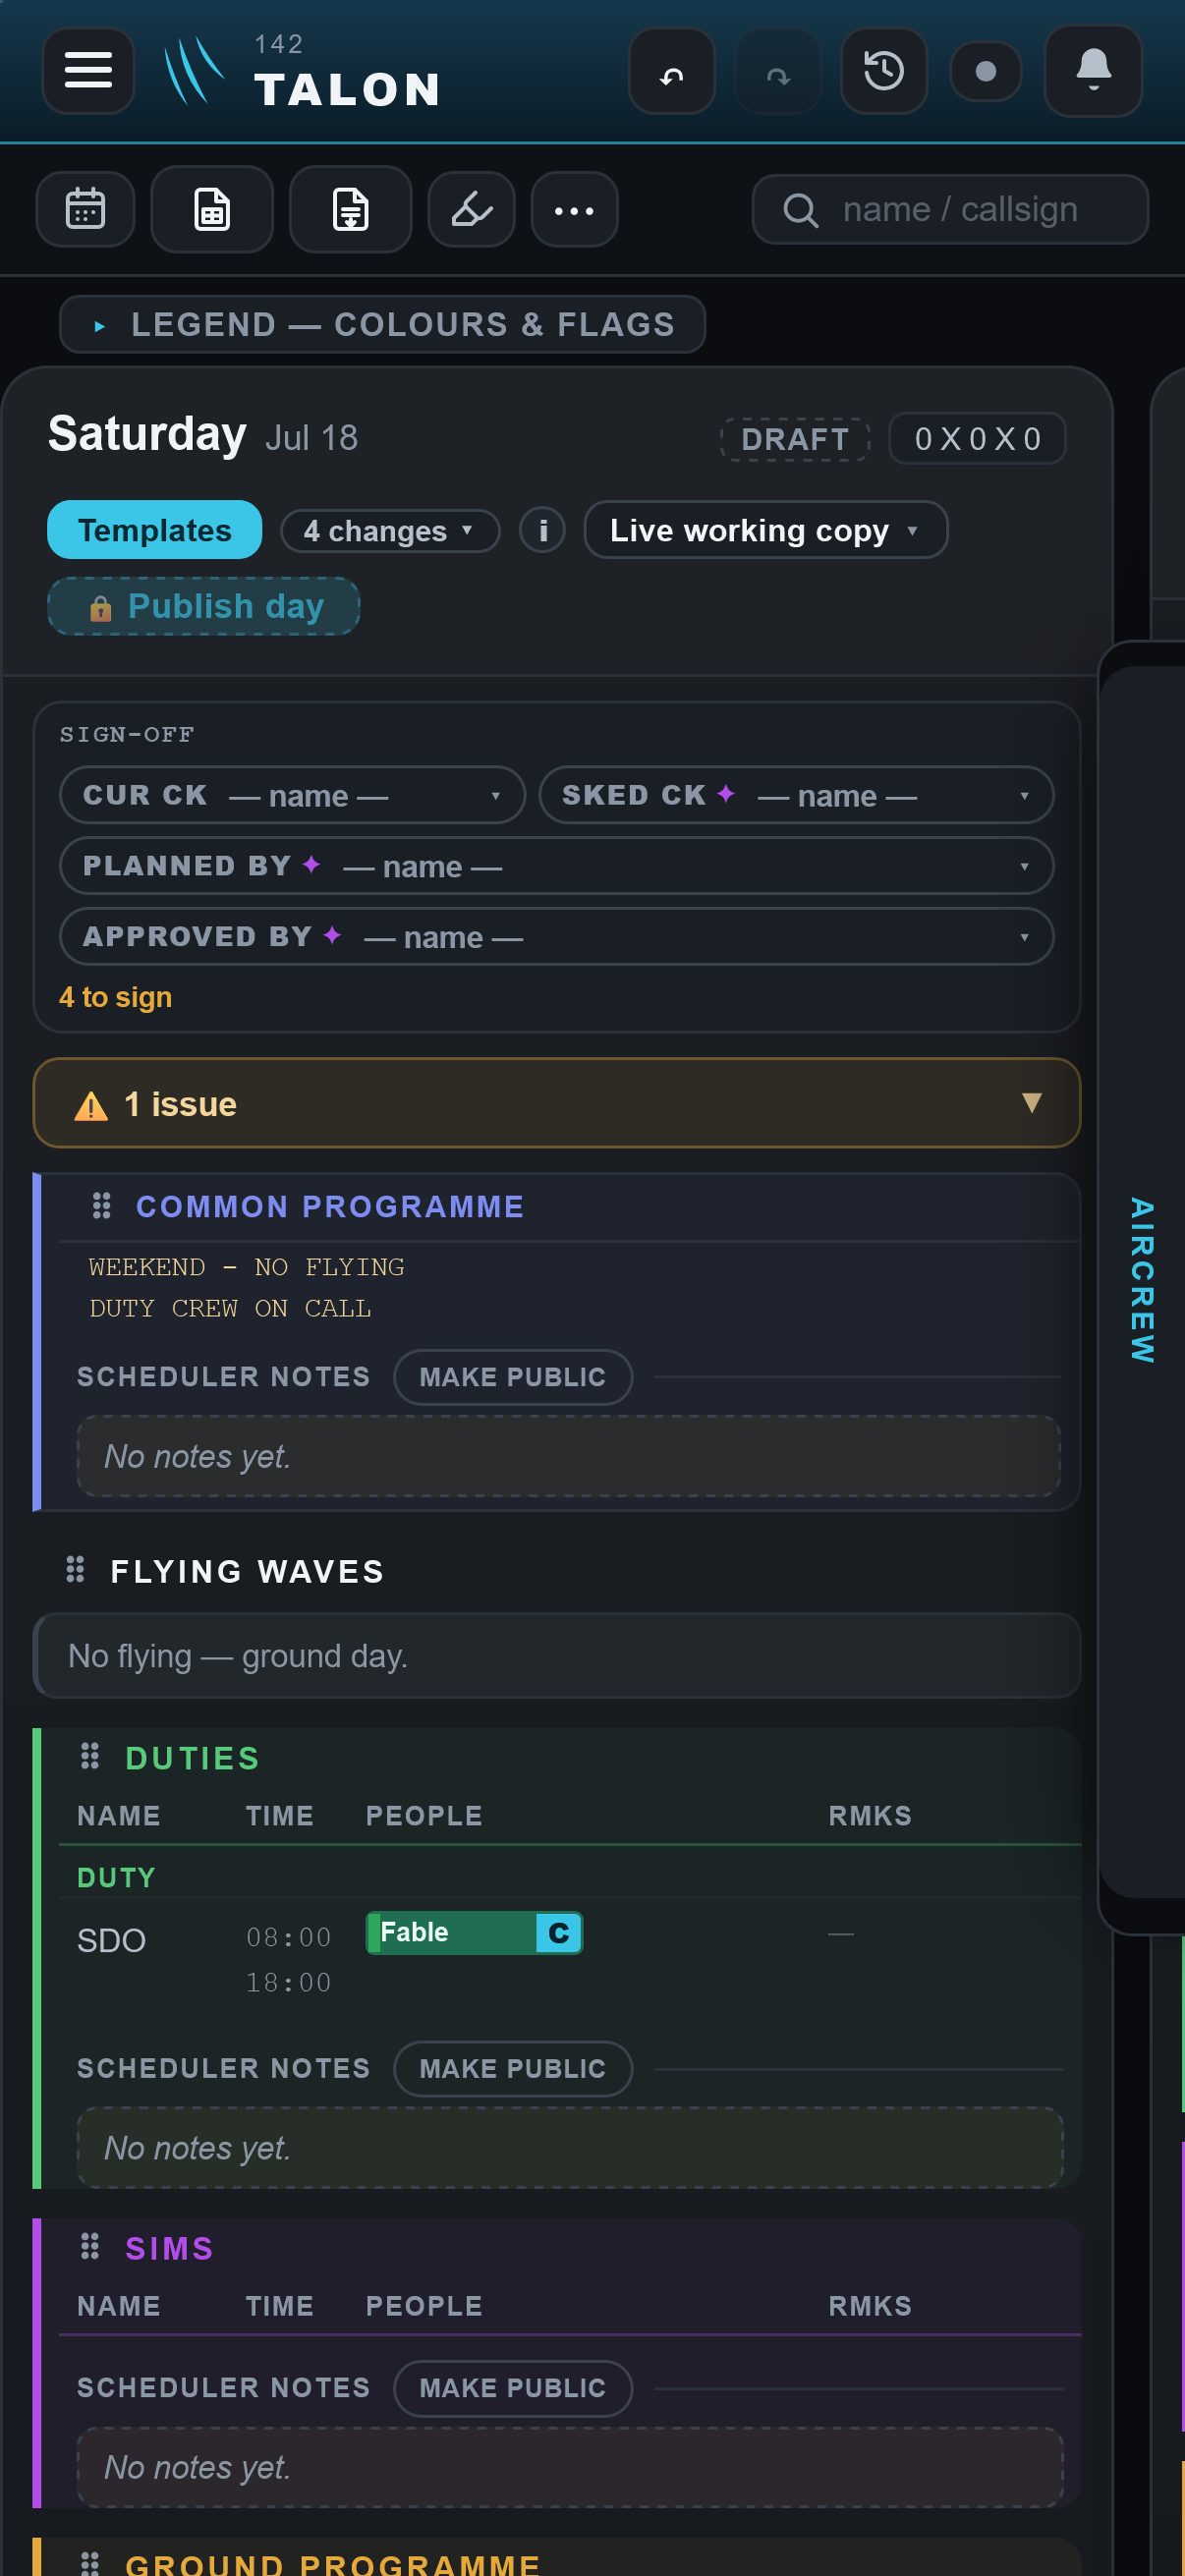 142
TALON
name / callsign
▸ LEGEND — COLOURS & FLAGS
Saturday Jul 18 DRAFT 0 X 0 X 0
Templates 4 changes ▾ i Live working copy ▾
🔒 Publish day
SIGN-OFF
CUR CK — name — ▾ SKED CK ✦ — name — ▾
PLANNED BY ✦ — name — ▾
APPROVED BY ✦ — name — ▾
4 to sign
⚠️ 1 issue ▼
⠿ COMMON PROGRAMME
WEEKEND - NO FLYING
DUTY CREW ON CALL
SCHEDULER NOTES MAKE PUBLIC
No notes yet.
⠿ FLYING WAVES
No flying — ground day.
⠿ DUTIES
NAME TIME PEOPLE RMKS
DUTY
SDO 08:00 Fable C —
18:00
SCHEDULER NOTES MAKE PUBLIC
No notes yet.
⠿ SIMS
NAME TIME PEOPLE RMKS
SCHEDULER NOTES MAKE PUBLIC
No notes yet.
⠿ GROUND PROGRAMME
AIRCREW